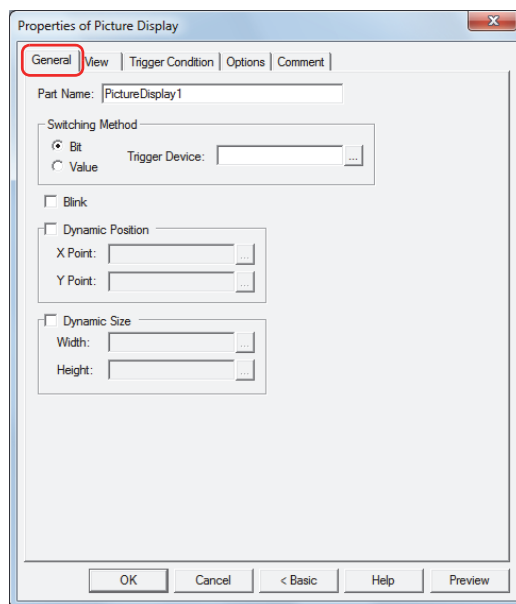 Properties of Picture Display
General View Trigger Condition Options Comment
Part Name: PictureDisplay1
Switching Method
Bit
Trigger Device: ...
Value
Blink
Dynamic Position
X Point: ...
Y Point: ...
Dynamic Size
Width: ...
Height: ...
OK Cancel < Basic Help Preview